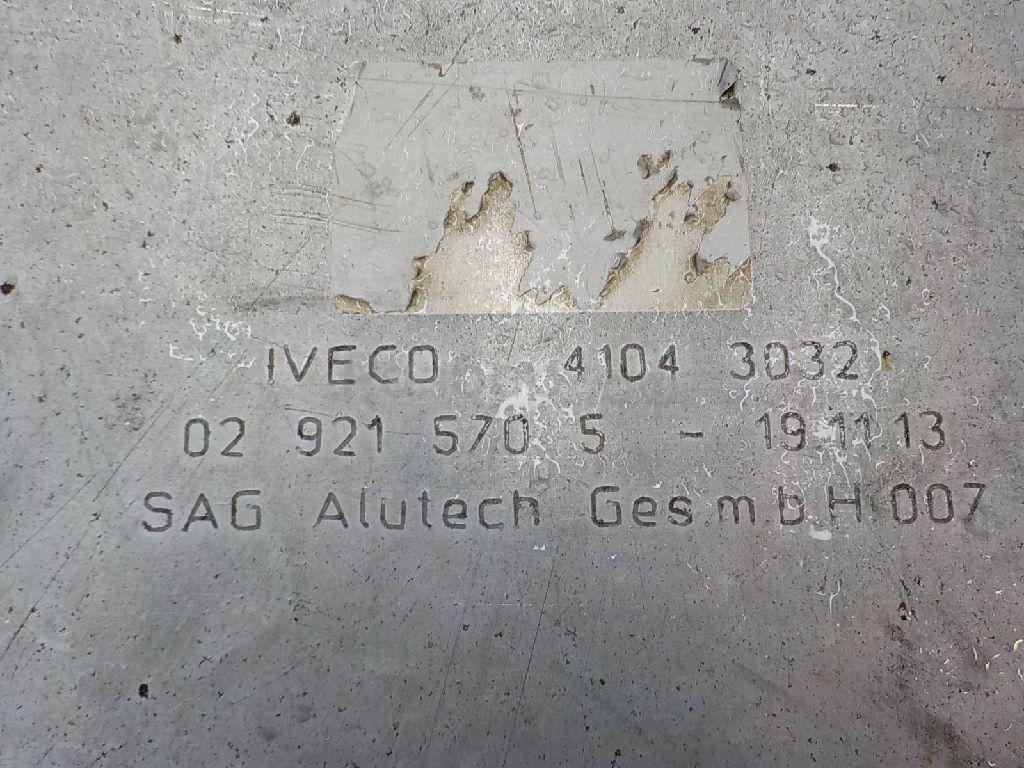 IVECO 4104 3032
02 921 570 5 - 19.11.13
SAG Alutech Ges.m.b.H. 007